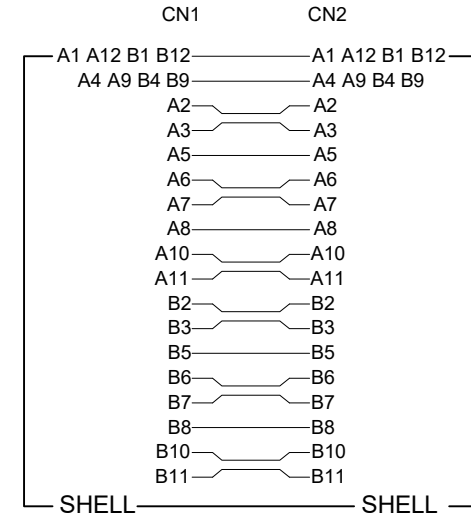 CN1 CN2
A1 A12 B1 B12 A1 A12 B1 B12
A4 A9 B4 B9 A4 A9 B4 B9
A2 A2
A3 A3
A5 A5
A6 A6
A7 A7
A8 A8
A10 A10
A11 A11
B2 B2
B3 B3
B5 B5
B6 B6
B7 B7
B8 B8
B10 B10
B11 B11
SHELL SHELL